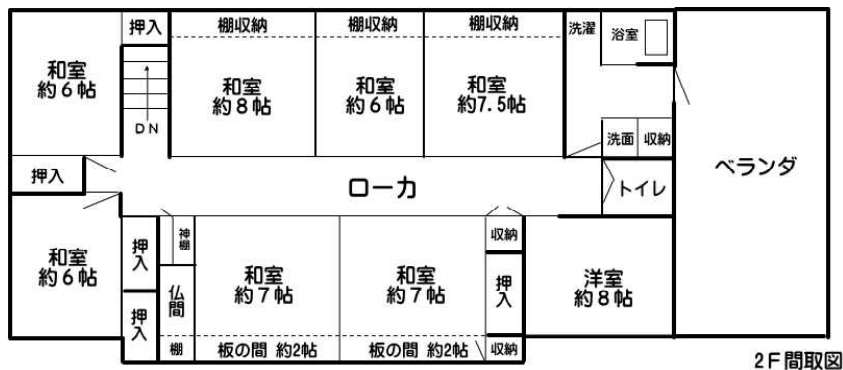 押入
棚収納
棚収納
棚収納
洗濯
浴室
和室
約6帖
和室
約8帖
和室
約6帖
和室
約7.5帖
DN
洗面
収納
ベランダ
押入
ローカ
トイレ
和室
約6帖
押入
押入
神棚
仏間
棚
和室
約7帖
和室
約7帖
収納
押入
収納
洋室
約8帖
板の間 約2帖
板の間 約2帖
2F間取図